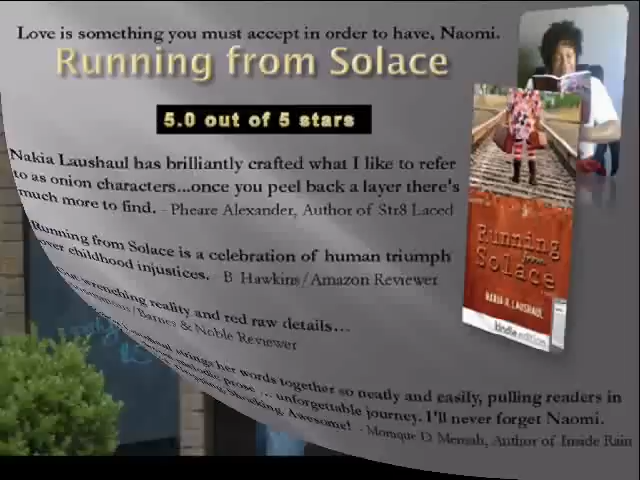 Love is something you must accept in order to have, Naomi.
Running from Solace
5.0 out of 5 stars
Nakia Laushaul has brilliantly crafted what I like to refer
to as onion characters...once you peel back a layer there's
much more to find. - Pheare Alexander, Author of Str8 Laced
Running from Solace is a celebration of human triumph
over childhood injustices. - B Hawkins/Amazon Reviewer
Gut-wrenching reality and red raw details...
Anonymous/Barnes & Noble Reviewer
strings her words together so neatly and easily, pulling readers in
melodic prose ... unforgettable journey. I'll never forget Naomi.
Awesome! - Monique D. Mensah, Author of Inside Rain
Running
from
Solace
NAKIA R. LAUSHAUL
kindle edition